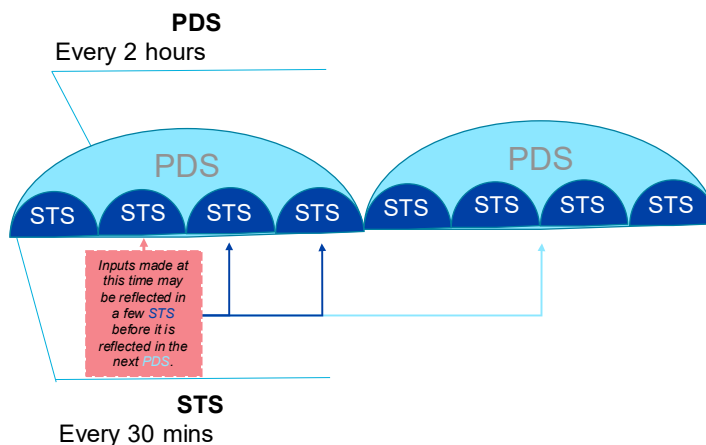 PDS
Every 2 hours
PDS
PDS
STS
STS
STS
STS
STS
STS
STS
STS
Inputs made at
this time may
be reflected in
a few STS
before it is
reflected in the
next PDS.
STS
Every 30 mins